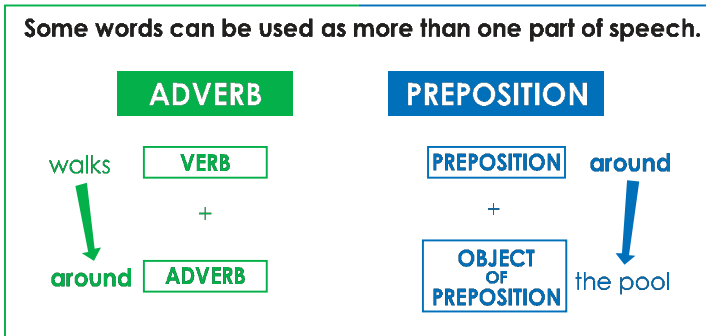 Some words can be used as more than one part of speech.
ADVERB
walks VERB
+
around ADVERB
PREPOSITION
PREPOSITION around
+
OBJECT
OF
PREPOSITION
the pool